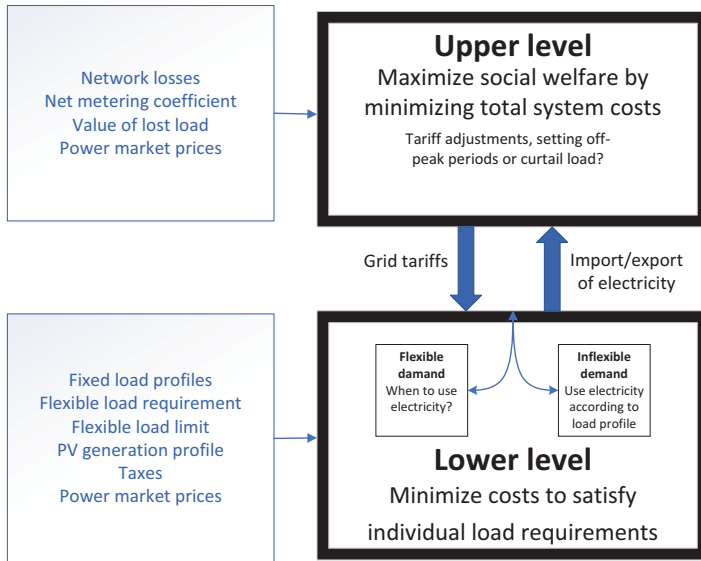 Network losses
Net metering coefficient
Value of lost load
Power market prices
Upper level
Maximize social welfare by
minimizing total system costs
Tariff adjustments, setting off-
peak periods or curtail load?
Grid tariffs
Import/export
of electricity
Fixed load profiles
Flexible load requirement
Flexible load limit
PV generation profile
Taxes
Power market prices
Flexible
damand
When to use
electricity?
Inflexible
demand
Use electricity
according to
load profile
Lower level
Minimize costs to satisfy
individual load requirements